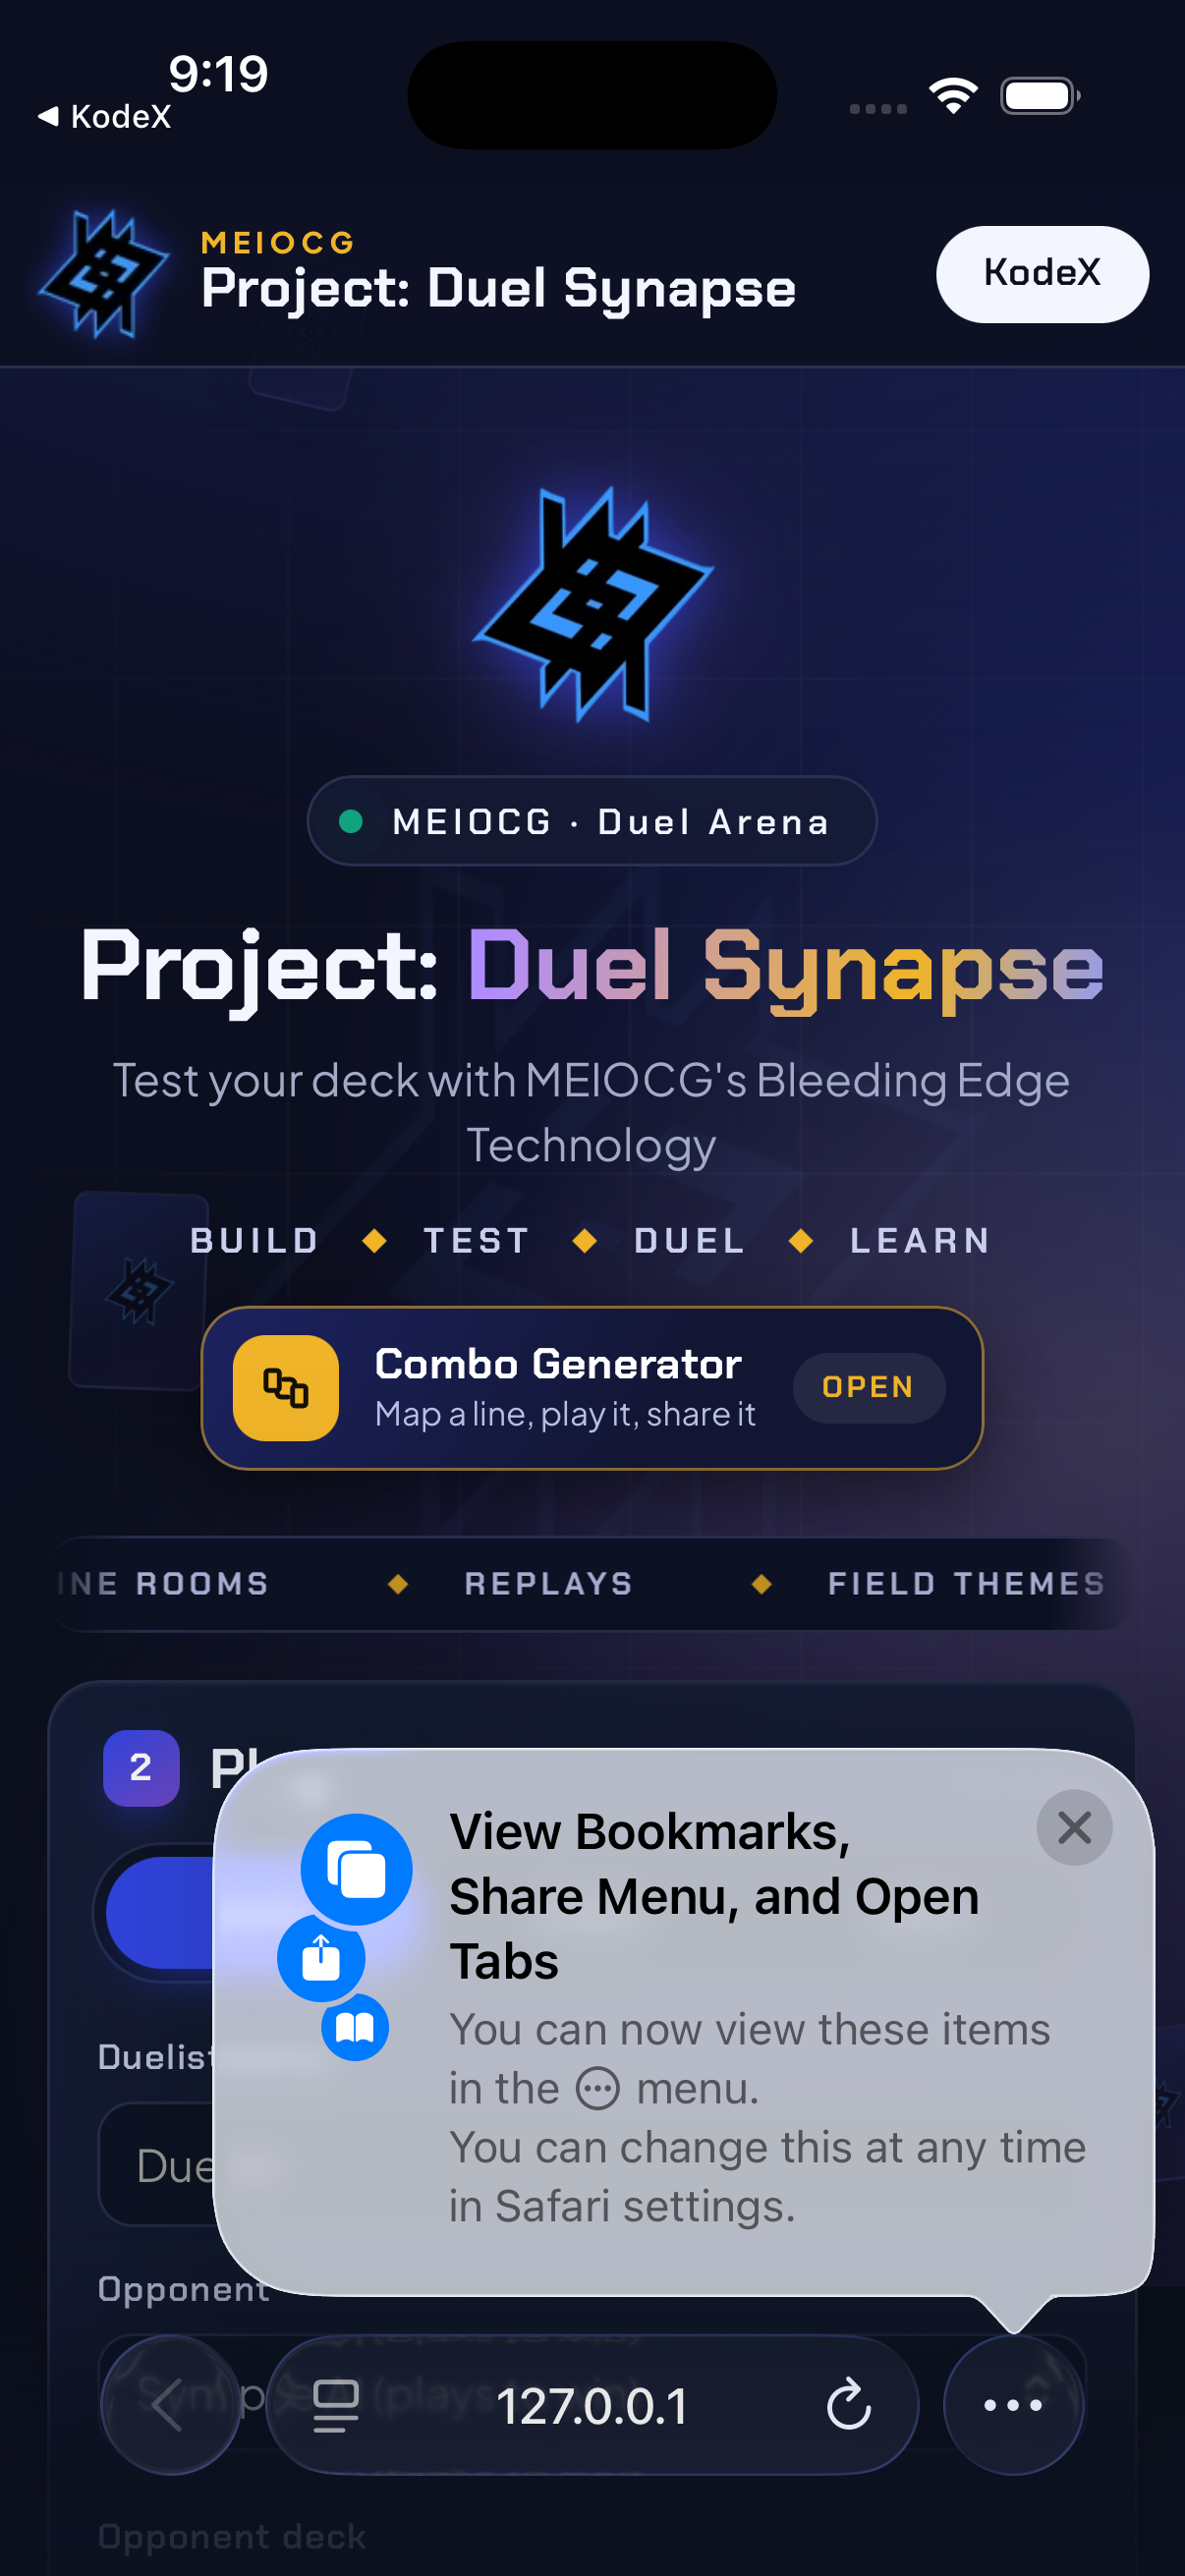 9:19
KodeX
MEIOCG
Project: Duel Synapse
KodeX
MEIOCG · Duel Arena
Project: Duel Synapse
Test your deck with MEIOCG's Bleeding Edge
Technology
BUILD ◆ TEST ◆ DUEL ◆ LEARN
Combo Generator
Map a line, play it, share it
OPEN
INE ROOMS ◆ REPLAYS ◆ FIELD THEMES
2
View Bookmarks,
Share Menu, and Open
Tabs
You can now view these items
in the menu.
You can change this at any time
in Safari settings.
Duelist
Due
Opponent
127.0.0.1
Opponent deck